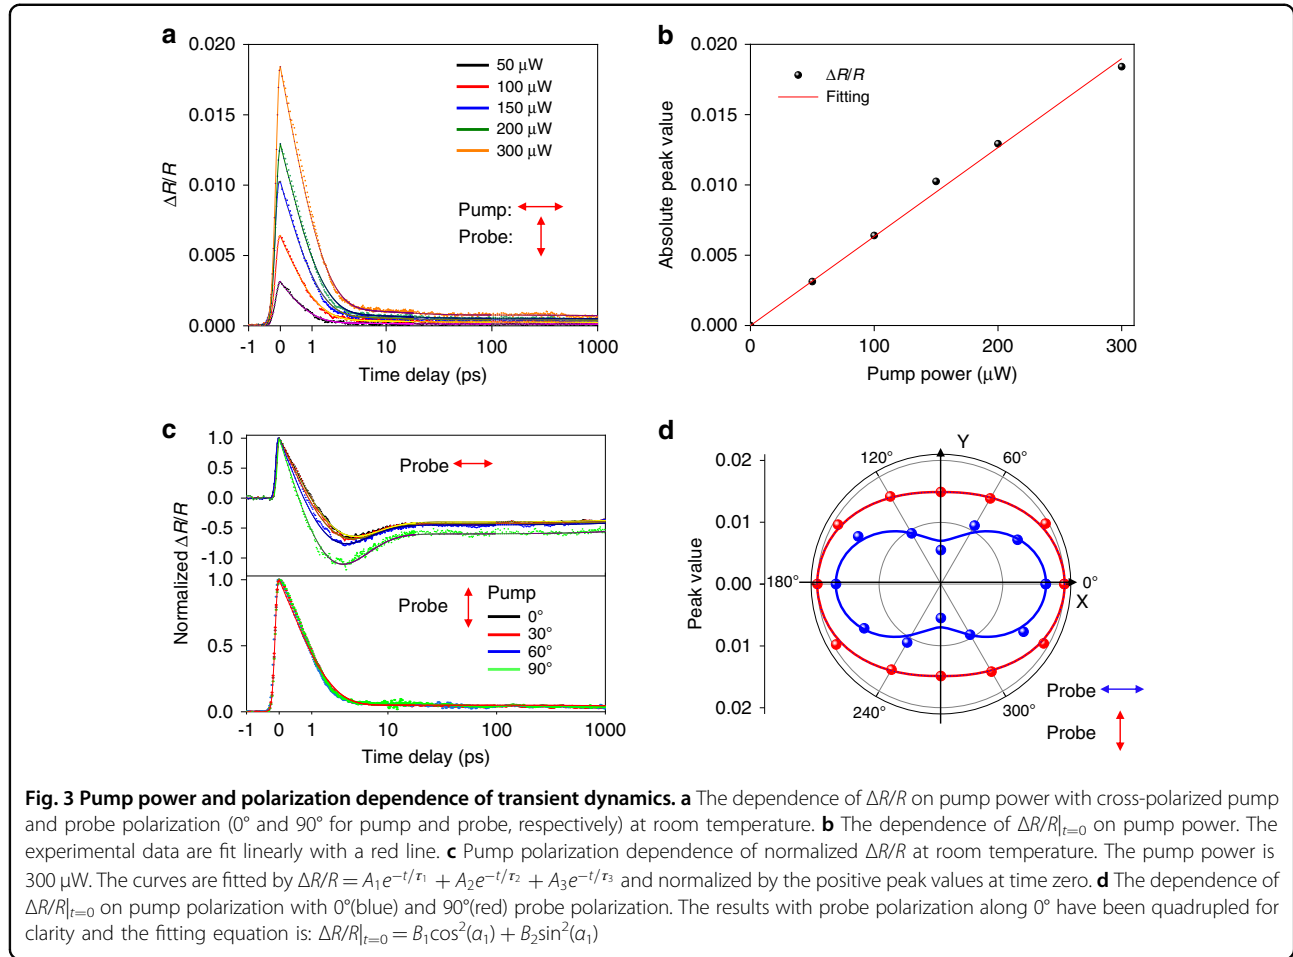 a
0.020
0.015
0.010
0.005
0.000
ΔR/R
50 μW
100 μW
150 μW
200 μW
300 μW
Pump:
Probe:
-1 0 1 10 100 1000
Time delay (ps)
b
0.020
0.015
0.010
0.005
0.000
Absolute peak value
ΔR/R
Fitting
0 100 200 300
Pump power (μW)
c
1.0
0.5
0.0
-0.5
-1.0
Probe
1.0
0.5
0.0
Normalized ΔR/R
Probe
Pump
0°
30°
60°
90°
-1 0 1 10 100 1000
Time delay (ps)
d
0.02
0.01
0.00
0.01
0.02
Peak value
Y
120° 60°
180° 0°
X
240° 300°
Probe
Probe
Fig. 3 Pump power and polarization dependence of transient dynamics. a The dependence of ΔR/R on pump power with cross-polarized pump
and probe polarization (0° and 90° for pump and probe, respectively) at room temperature. b The dependence of ΔR/R|t=0 on pump power. The
experimental data are fit linearly with a red line. c Pump polarization dependence of normalized ΔR/R at room temperature. The pump power is
300 μW. The curves are fitted by ΔR/R = A₁e^−t/τ₁ + A₂e^−t/τ₂ + A₃e^−t/τ₃ and normalized by the positive peak values at time zero. d The dependence of
ΔR/R|t=0 on pump polarization with 0°(blue) and 90°(red) probe polarization. The results with probe polarization along 0° have been quadrupled for
clarity and the fitting equation is: ΔR/R|t=0 = B₁cos²(α₁) + B₂sin²(α₁)